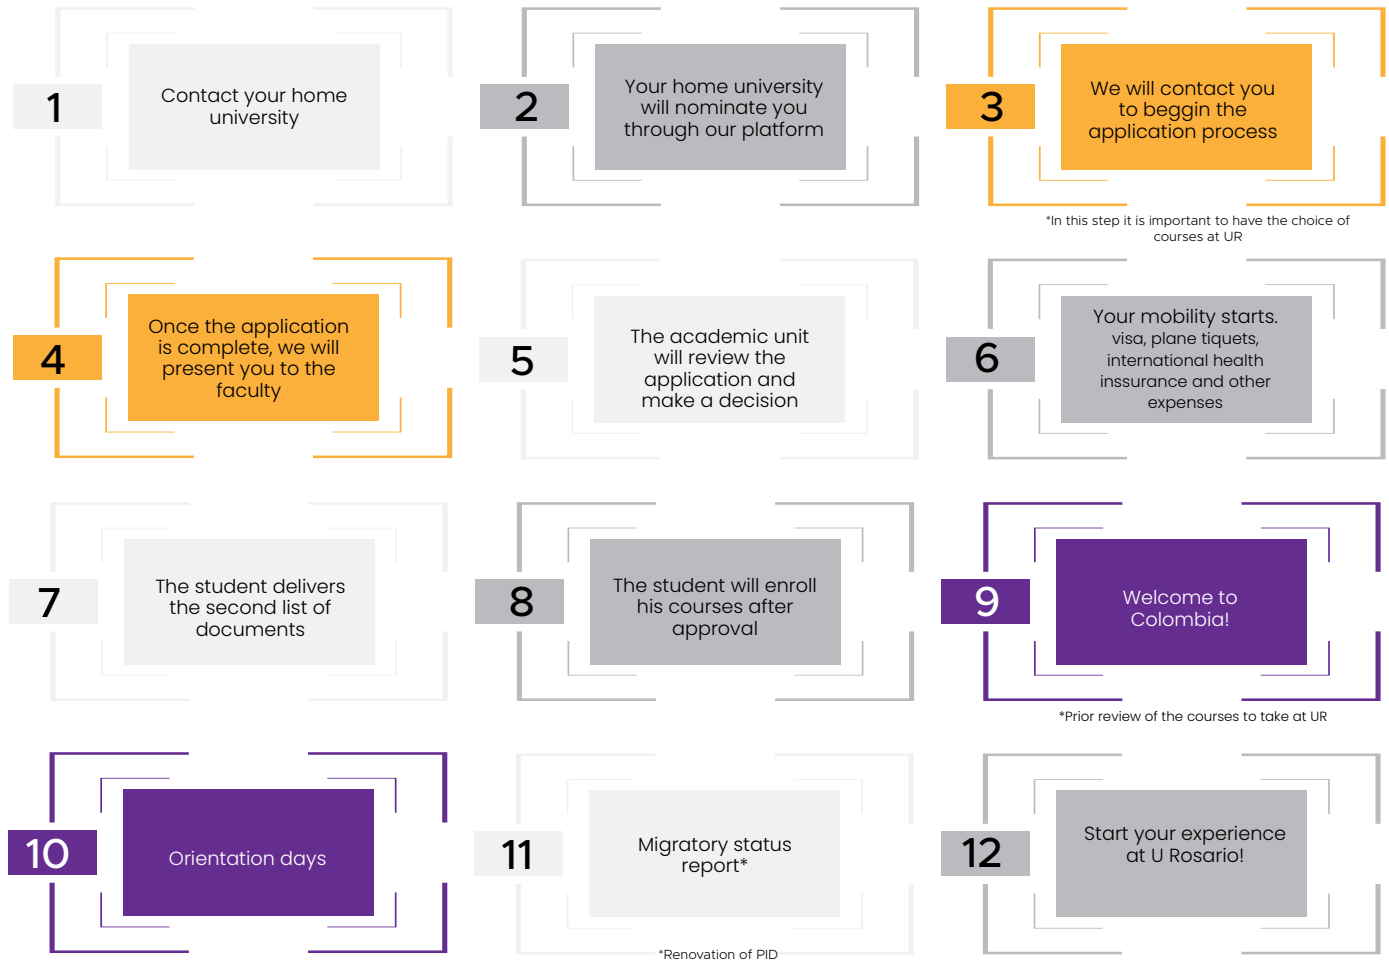 1
Contact your home
university
2
Your home university
will nominate you
through our platform
3
We will contact you
to beggin the
application process
*In this step it is important to have the choice of
courses at UR
4
Once the application
is complete, we will
present you to the
faculty
5
The academic unit
will review the
application and
make a decision
6
Your mobility starts.
visa, plane tiquets,
international health
inssurance and other
expenses
7
The student delivers
the second list of
documents
8
The student will enroll
his courses after
approval
9
Welcome to
Colombia!
*Prior review of the courses to take at UR
10
Orientation days
11
Migratory status
report*
*Renovation of PID
12
Start your experience
at U Rosario!